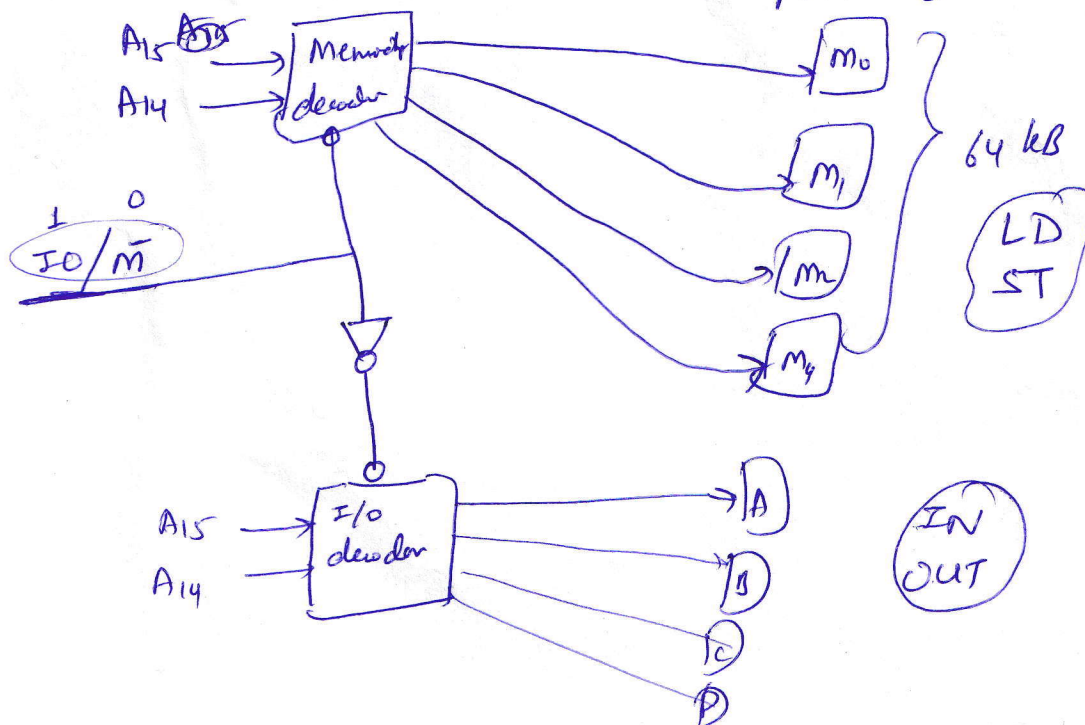 A15
A14
Memory
decoder
M0
M1
M2
M4
64 kB
LD
ST
1 0
IO/M̅
A15
A14
I/O
decoder
A
B
C
D
IN
OUT